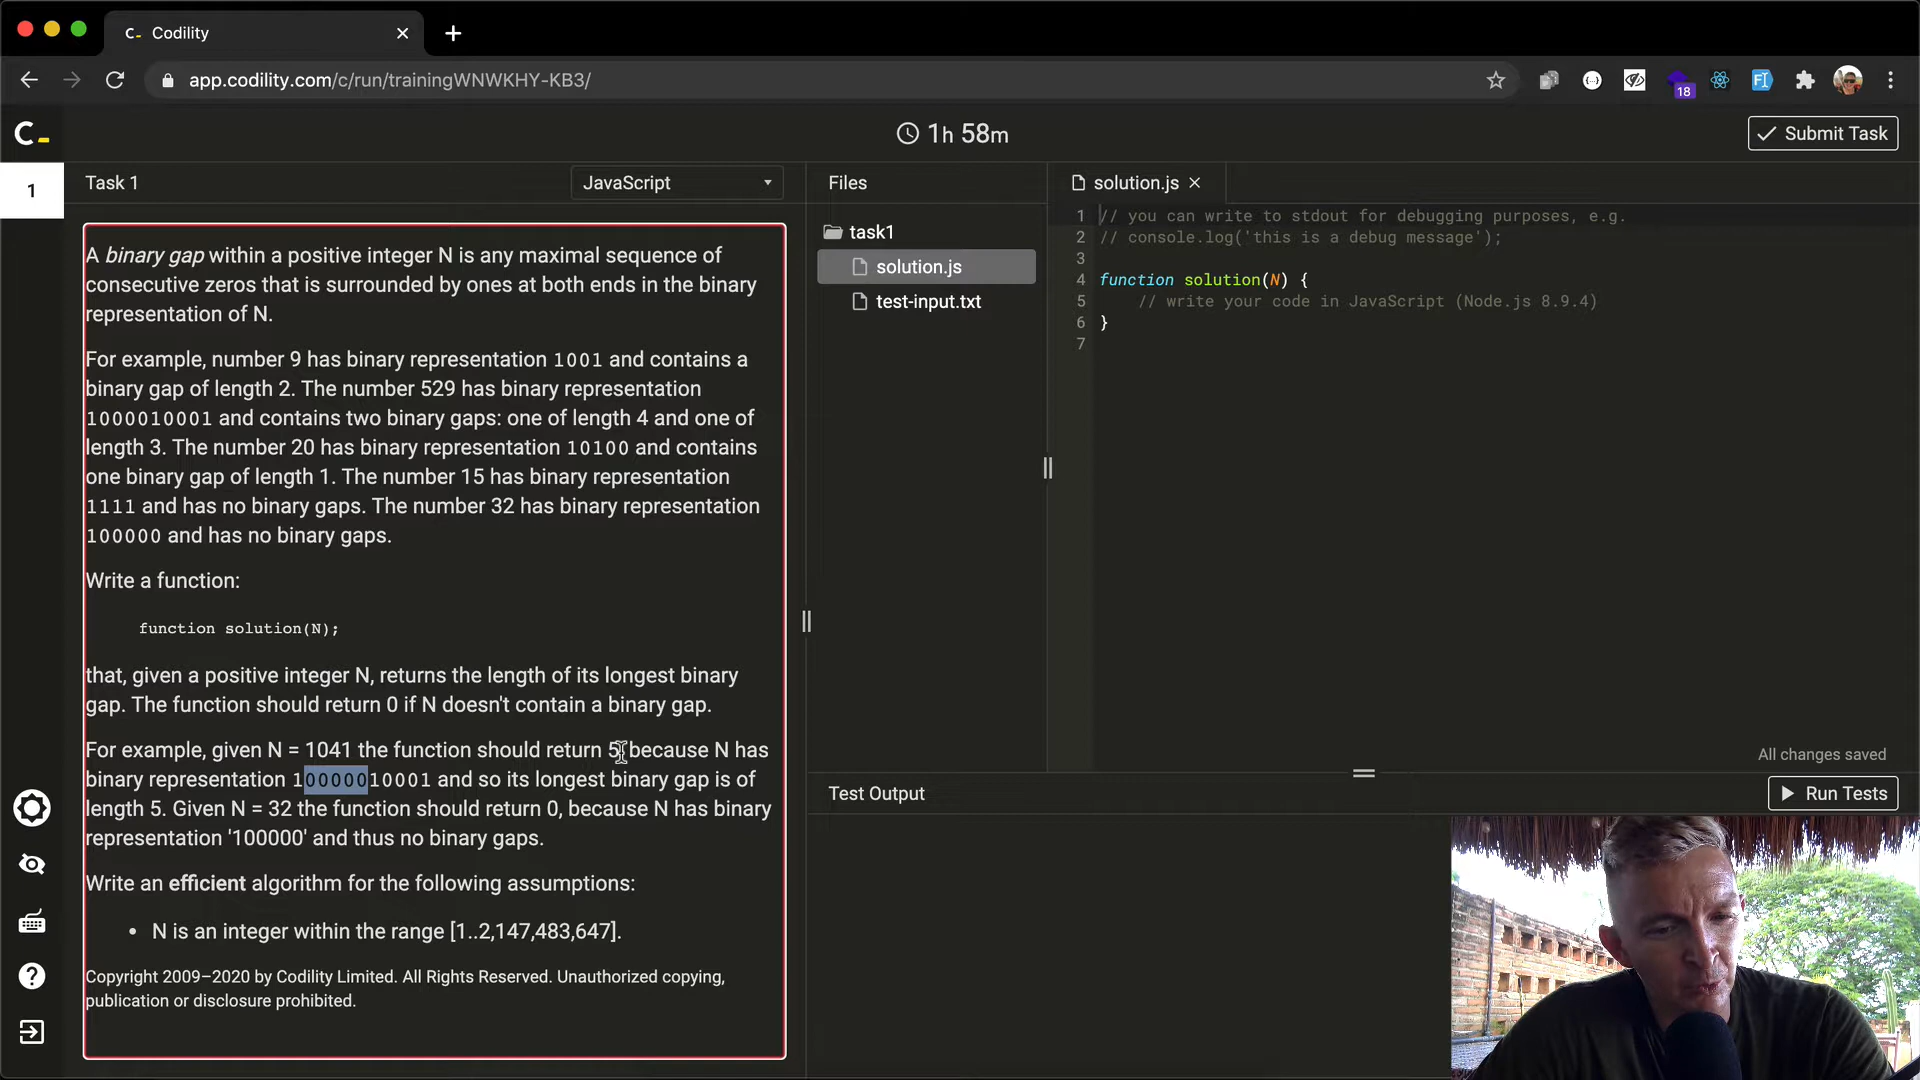 C_ Codility
app.codility.com/c/run/trainingWNWKHY-KB3/
18
C_
1h 58m
Submit Task
1
Task 1
JavaScript
A binary gap within a positive integer N is any maximal sequence of
consecutive zeros that is surrounded by ones at both ends in the binary
representation of N.
For example, number 9 has binary representation 1001 and contains a
binary gap of length 2. The number 529 has binary representation
1000010001 and contains two binary gaps: one of length 4 and one of
length 3. The number 20 has binary representation 10100 and contains
one binary gap of length 1. The number 15 has binary representation
1111 and has no binary gaps. The number 32 has binary representation
100000 and has no binary gaps.
Write a function:
function solution(N);
that, given a positive integer N, returns the length of its longest binary
gap. The function should return 0 if N doesn't contain a binary gap.
For example, given N = 1041 the function should return 5, because N has
binary representation 10000010001 and so its longest binary gap is of
length 5. Given N = 32 the function should return 0, because N has binary
representation '100000' and thus no binary gaps.
Write an efficient algorithm for the following assumptions:
• N is an integer within the range [1..2,147,483,647].
Copyright 2009–2020 by Codility Limited. All Rights Reserved. Unauthorized copying,
publication or disclosure prohibited.
Files
task1
solution.js
test-input.txt
solution.js
1 // you can write to stdout for debugging purposes, e.g.
2 // console.log('this is a debug message');
3
4 function solution(N) {
5 // write your code in JavaScript (Node.js 8.9.4)
6 }
7
All changes saved
Test Output
Run Tests